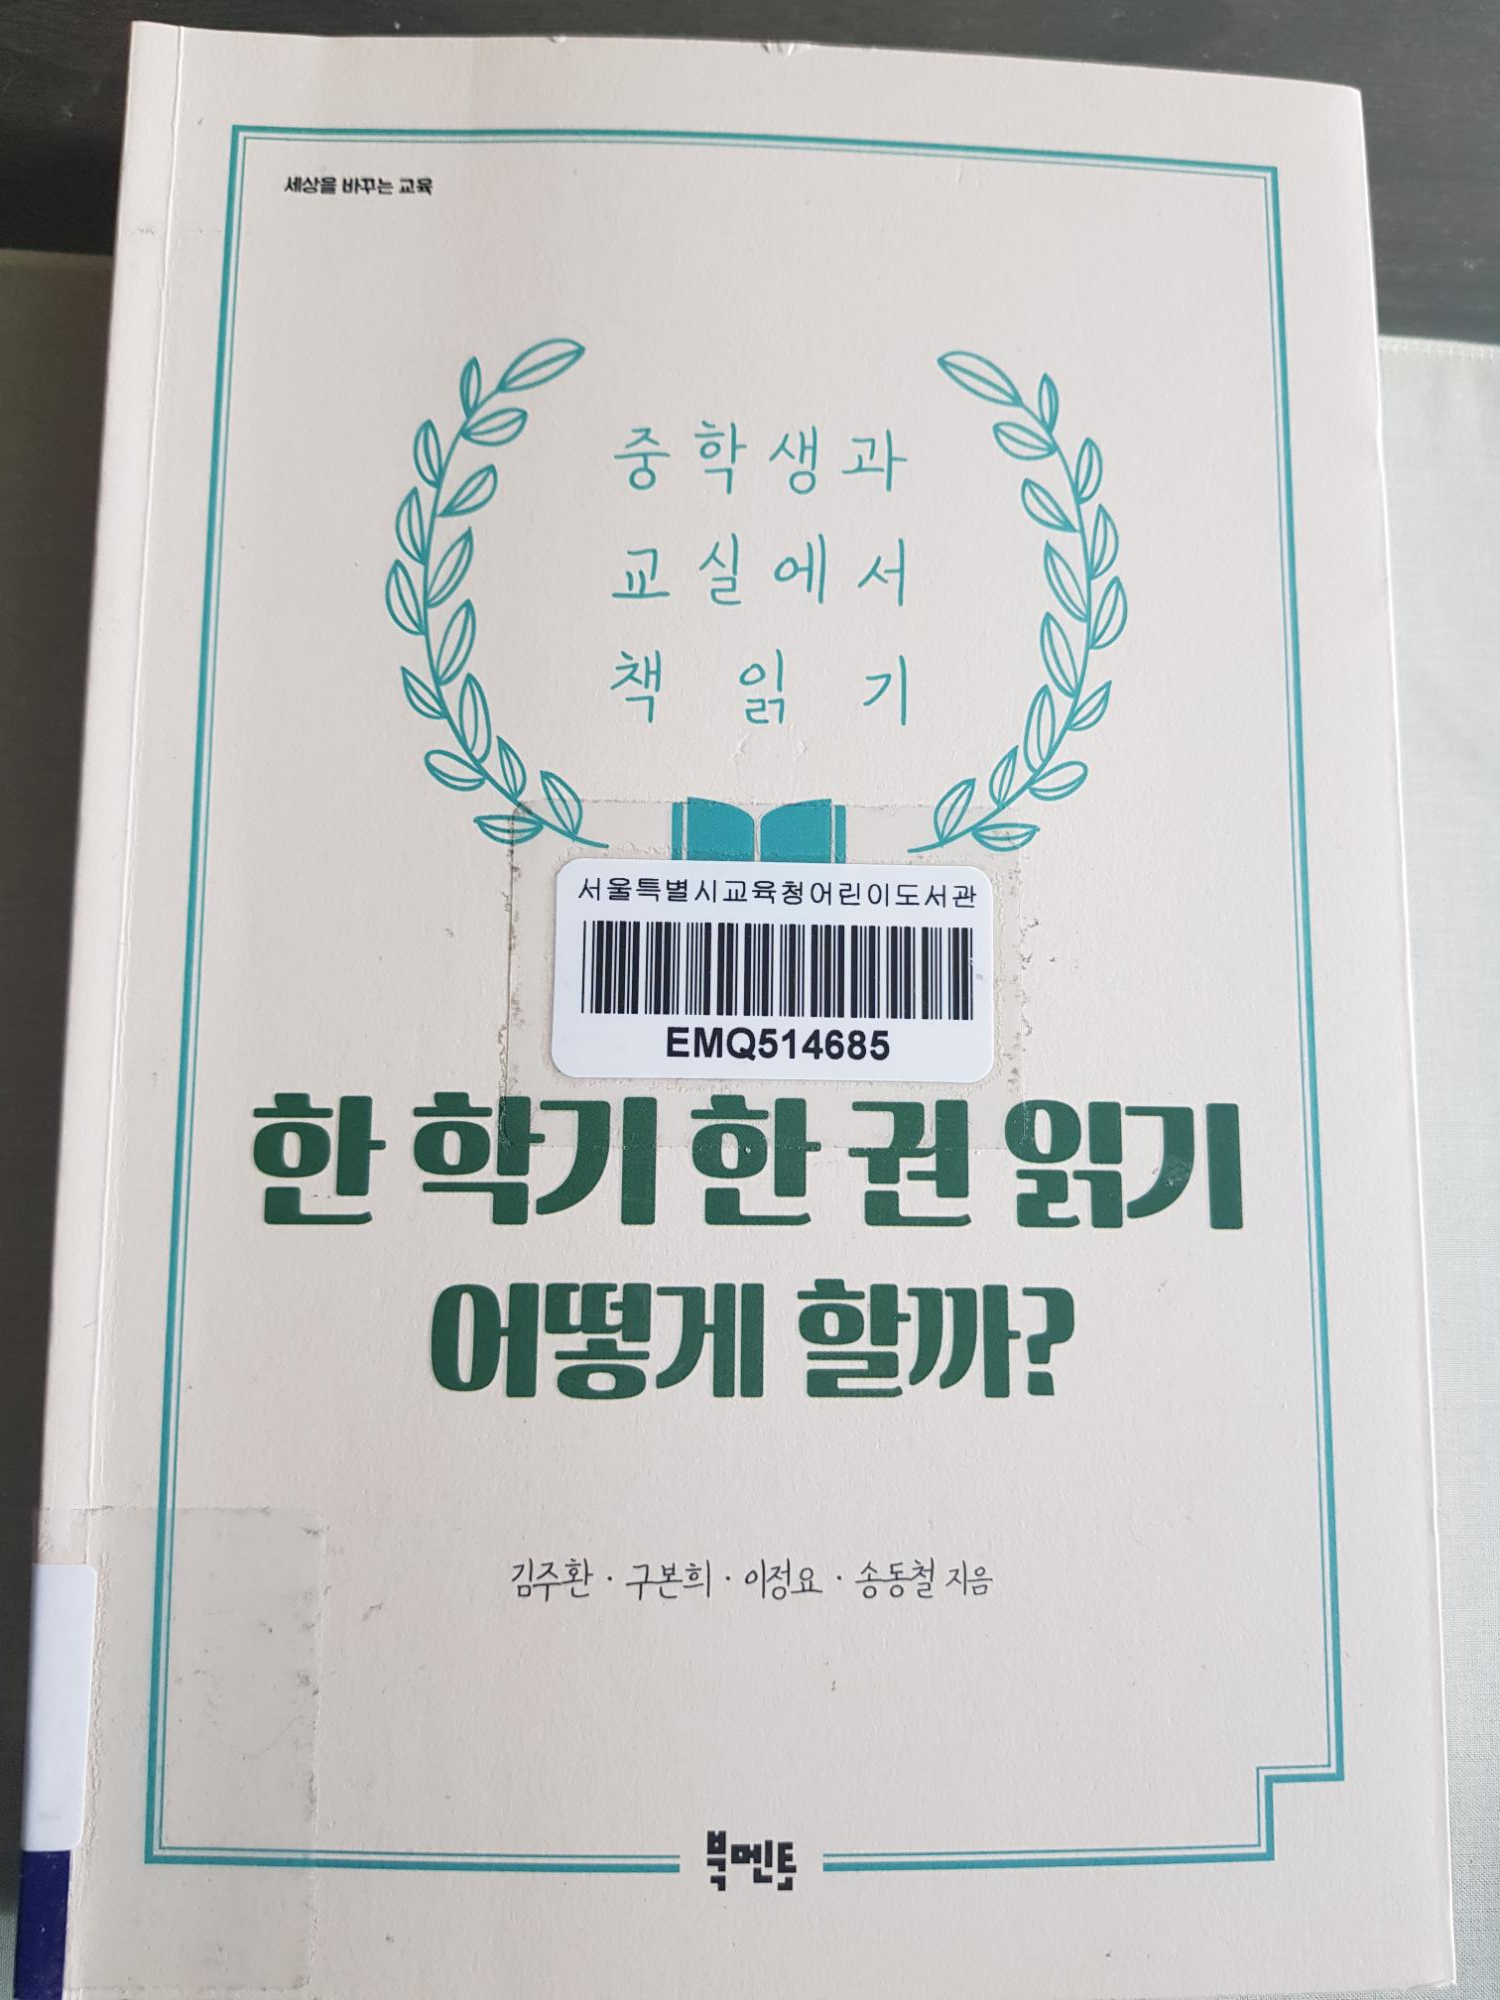 세상을 바꾸는 교육
중학생과
교실에서
책 읽기
서울특별시교육청어린이도서관
EMQ514685
한 학기 한 권 읽기
어떻게 할까?
김주환 · 구본희 · 이정요 · 송동철 지음
북멘토